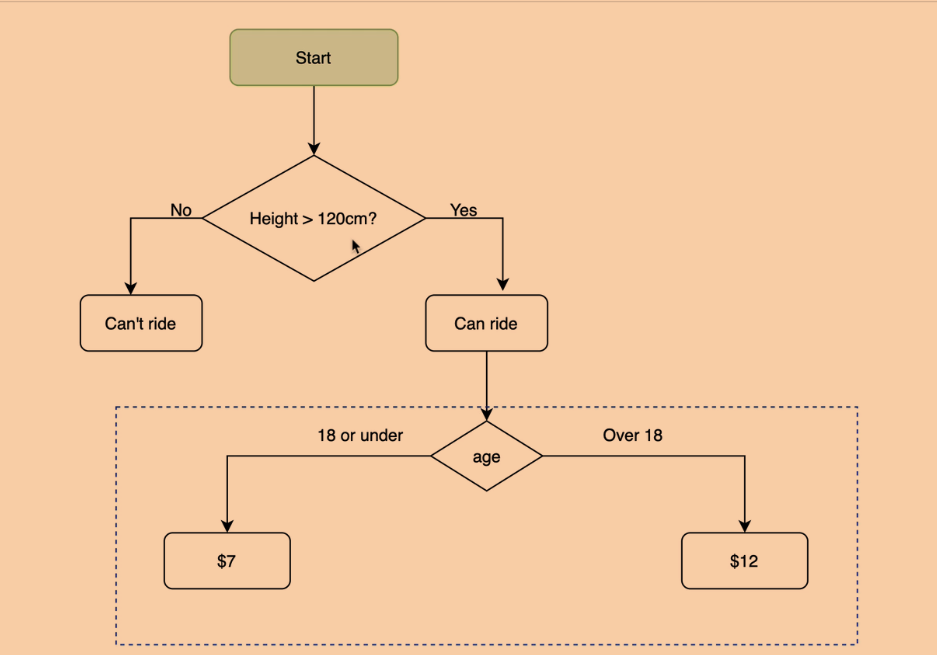 Start
Height > 120cm?
No
Yes
Can't ride
Can ride
18 or under
Over 18
age
$7
$12